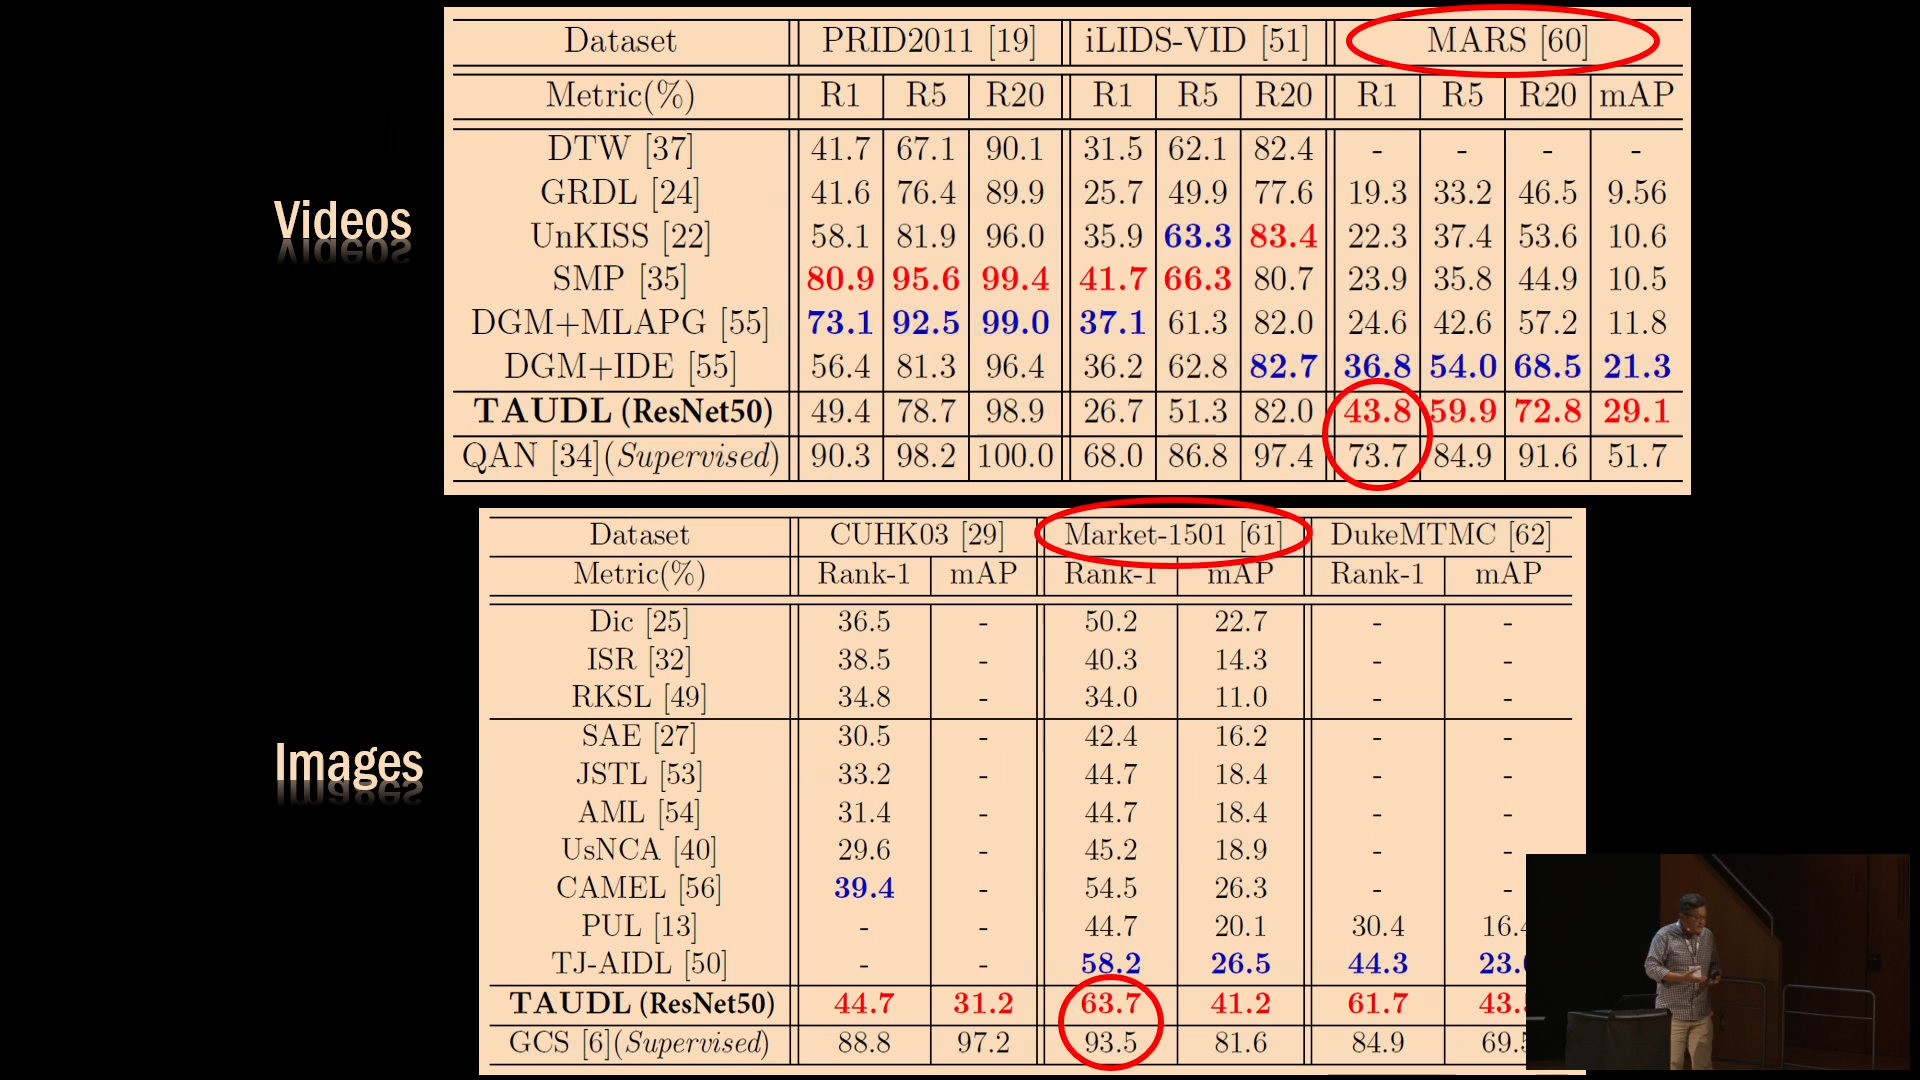 Videos
Dataset PRID2011 [19] iLIDS-VID [51] MARS [60]
Metric(%) R1 R5 R20 R1 R5 R20 R1 R5 R20 mAP
DTW [37] 41.7 67.1 90.1 31.5 62.1 82.4 - - - -
GRDL [24] 41.6 76.4 89.9 25.7 49.9 77.6 19.3 33.2 46.5 9.56
UnKISS [22] 58.1 81.9 96.0 35.9 63.3 83.4 22.3 37.4 53.6 10.6
SMP [35] 80.9 95.6 99.4 41.7 66.3 80.7 23.9 35.8 44.9 10.5
DGM+MLAPG [55] 73.1 92.5 99.0 37.1 61.3 82.0 24.6 42.6 57.2 11.8
DGM+IDE [55] 56.4 81.3 96.4 36.2 62.8 82.7 36.8 54.0 68.5 21.3
TAUDL (ResNet50) 49.4 78.7 98.9 26.7 51.3 82.0 43.8 59.9 72.8 29.1
QAN [34](Supervised) 90.3 98.2 100.0 68.0 86.8 97.4 73.7 84.9 91.6 51.7
Images
Dataset CUHK03 [29] Market-1501 [61] DukeMTMC [62]
Metric(%) Rank-1 mAP Rank-1 mAP Rank-1 mAP
Dic [25] 36.5 - 50.2 22.7 - -
ISR [32] 38.5 - 40.3 14.3 - -
RKSL [49] 34.8 - 34.0 11.0 - -
SAE [27] 30.5 - 42.4 16.2 - -
JSTL [53] 33.2 - 44.7 18.4 - -
AML [54] 31.4 - 44.7 18.4 - -
UsNCA [40] 29.6 - 45.2 18.9 - -
CAMEL [56] 39.4 - 54.5 26.3 - -
PUL [13] - - 44.7 20.1 30.4
TJ-AIDL [50] - - 58.2 26.5 44.3
TAUDL (ResNet50) 44.7 31.2 63.7 41.2 61.7
GCS [6](Supervised) 88.8 97.2 93.5 81.6 84.9